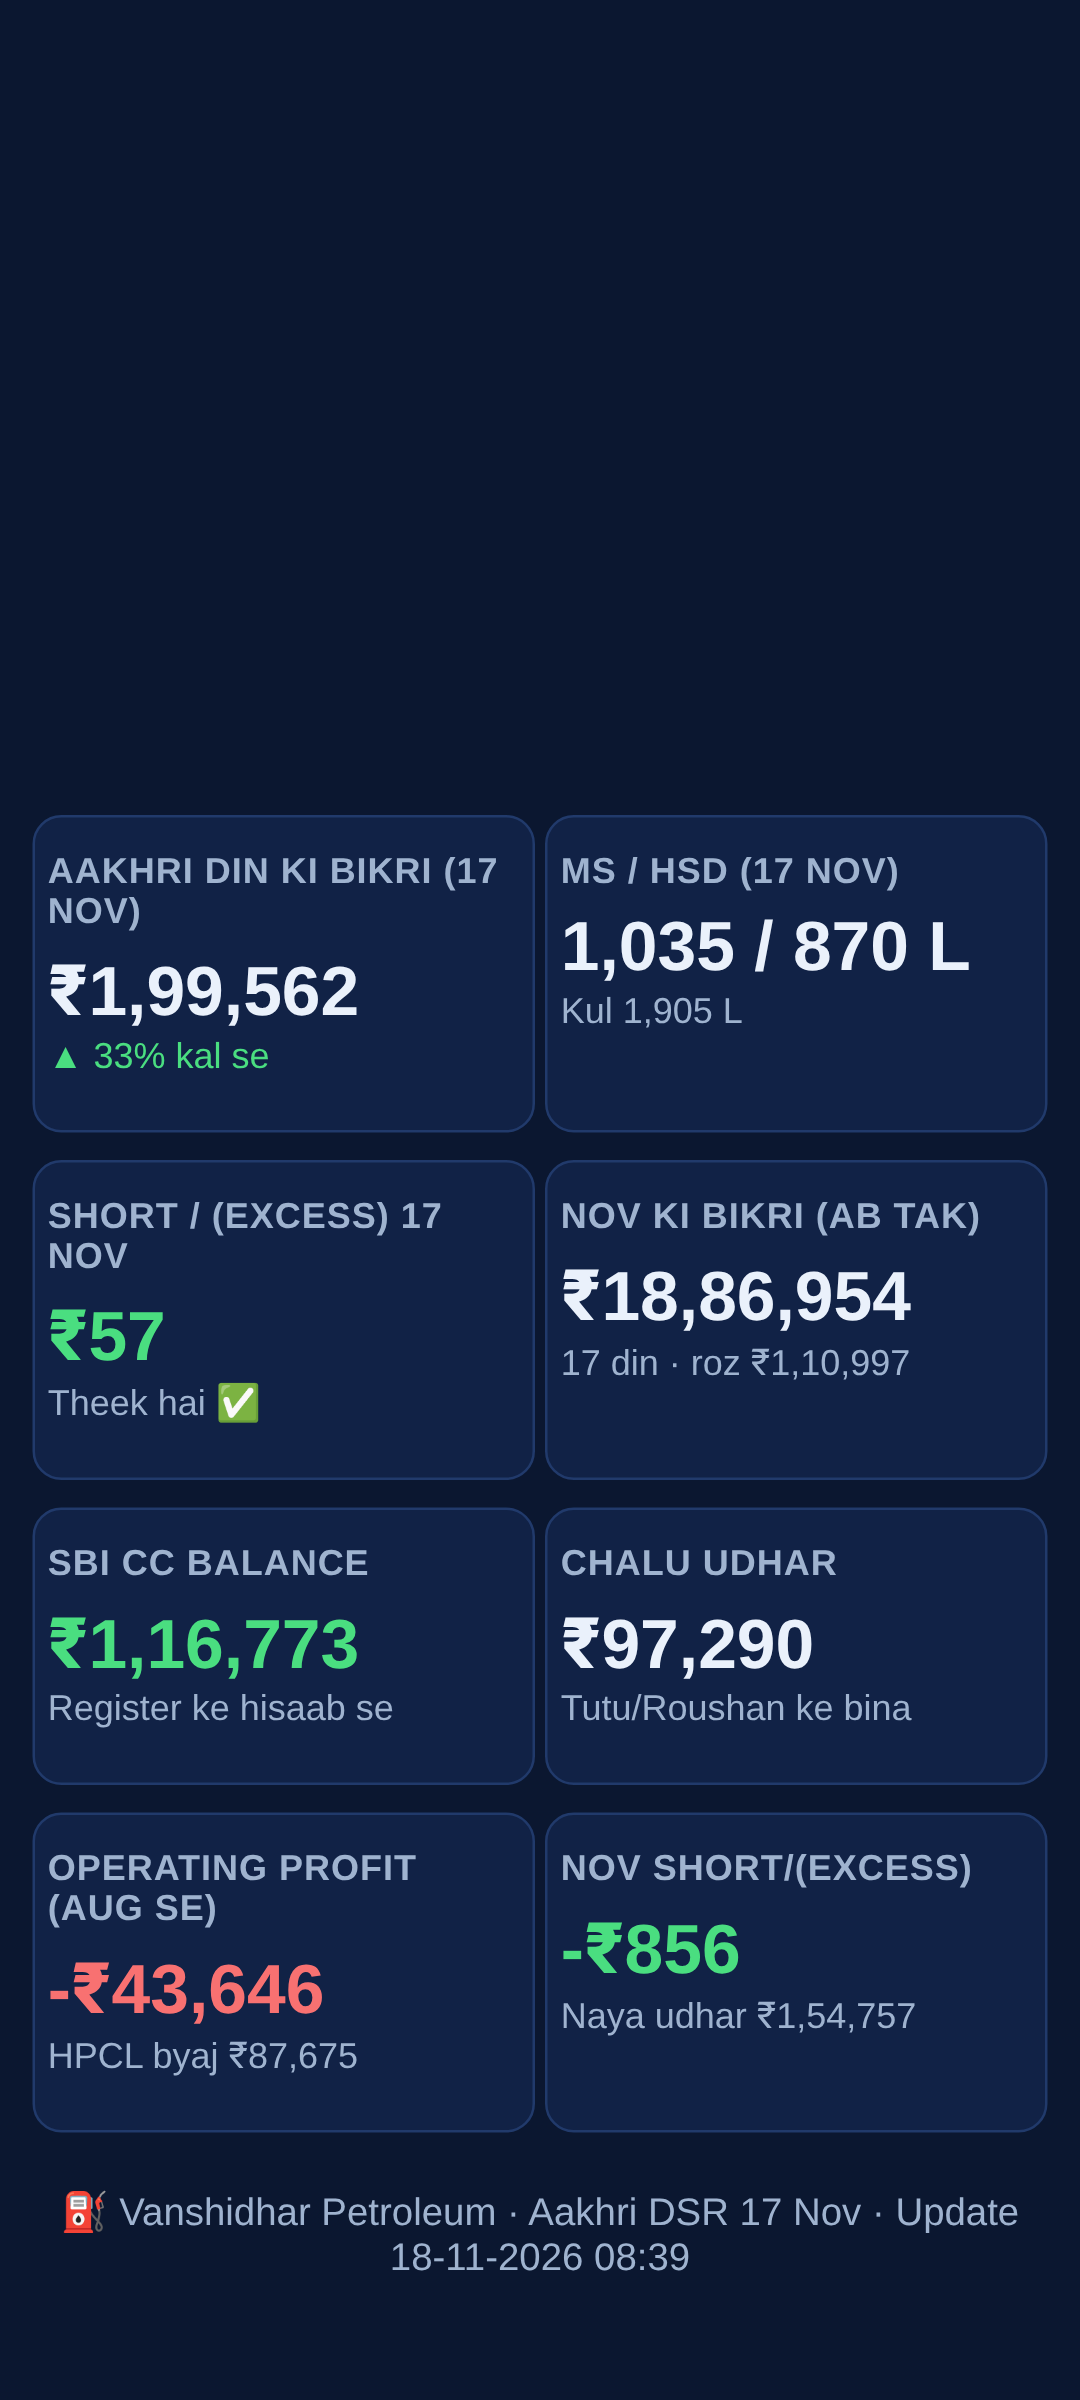 AAKHRI DIN KI BIKRI (17
NOV)
₹1,99,562
▲ 33% kal se
MS / HSD (17 NOV)
1,035 / 870 L
Kul 1,905 L
SHORT / (EXCESS) 17
NOV
₹57
Theek hai ✅
NOV KI BIKRI (AB TAK)
₹18,86,954
17 din · roz ₹1,10,997
SBI CC BALANCE
₹1,16,773
Register ke hisaab se
CHALU UDHAR
₹97,290
Tutu/Roushan ke bina
OPERATING PROFIT
(AUG SE)
-₹43,646
HPCL byaj ₹87,675
NOV SHORT/(EXCESS)
-₹856
Naya udhar ₹1,54,757
⛽ Vanshidhar Petroleum · Aakhri DSR 17 Nov · Update
18-11-2026 08:39